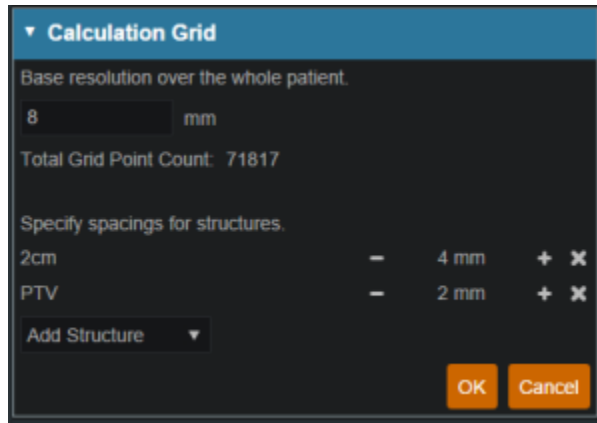 Calculation Grid
Base resolution over the whole patient.
8 mm
Total Grid Point Count: 71817
Specify spacings for structures.
2cm − 4 mm + ✖
PTV − 2 mm + ✖
Add Structure ▼
OK Cancel